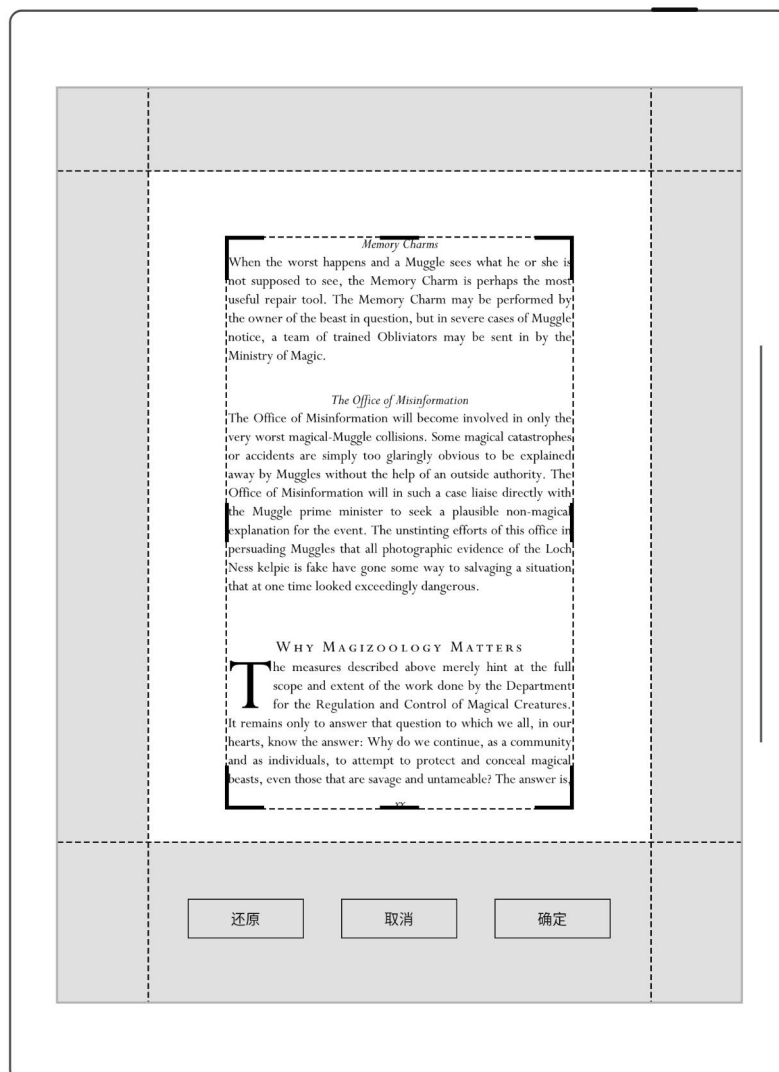 Memory Charms
When the worst happens and a Muggle sees what he or she is
not supposed to see, the Memory Charm is perhaps the most
useful repair tool. The Memory Charm may be performed by
the owner of the beast in question, but in severe cases of Muggle
notice, a team of trained Obliviators may be sent in by the
Ministry of Magic.
The Office of Misinformation
The Office of Misinformation will become involved in only the
very worst magical-Muggle collisions. Some magical catastrophes
or accidents are simply too glaringly obvious to be explained
away by Muggles without the help of an outside authority. The
Office of Misinformation will in such a case liaise directly with
the Muggle prime minister to seek a plausible non-magical
explanation for the event. The unstinting efforts of this office in
persuading Muggles that all photographic evidence of the Loch
Ness kelpie is fake have gone some way to salvaging a situation
that at one time looked exceedingly dangerous.
Why Magizoology Matters
The measures described above merely hint at the full
scope and extent of the work done by the Department
for the Regulation and Control of Magical Creatures.
It remains only to answer that question to which we all, in our
hearts, know the answer: Why do we continue, as a community
and as individuals, to attempt to protect and conceal magical
beasts, even those that are savage and untameable? The answer is,
xx
还原 取消 确定